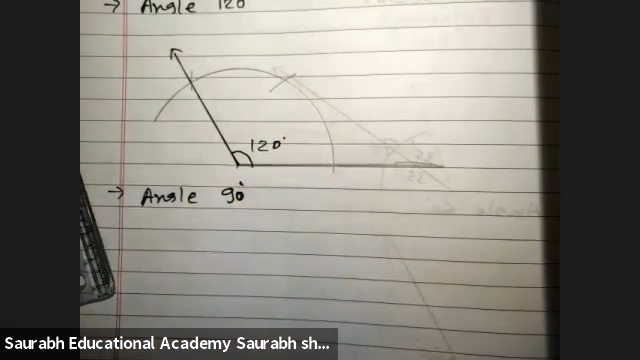 → Angle 120
120°
→ Angle 90°
Saurabh Educational Academy Saurabh sh...